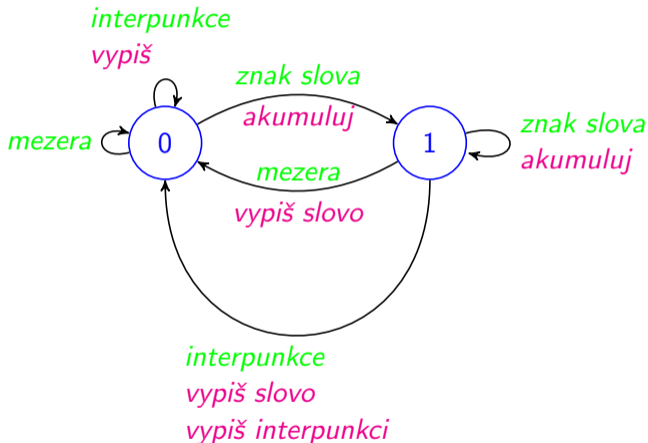 interpunkce
vypiš
znak slova
akumuluj
mezera
0
1
znak slova
akumuluj
mezera
vypiš slovo
interpunkce
vypiš slovo
vypiš interpunkci